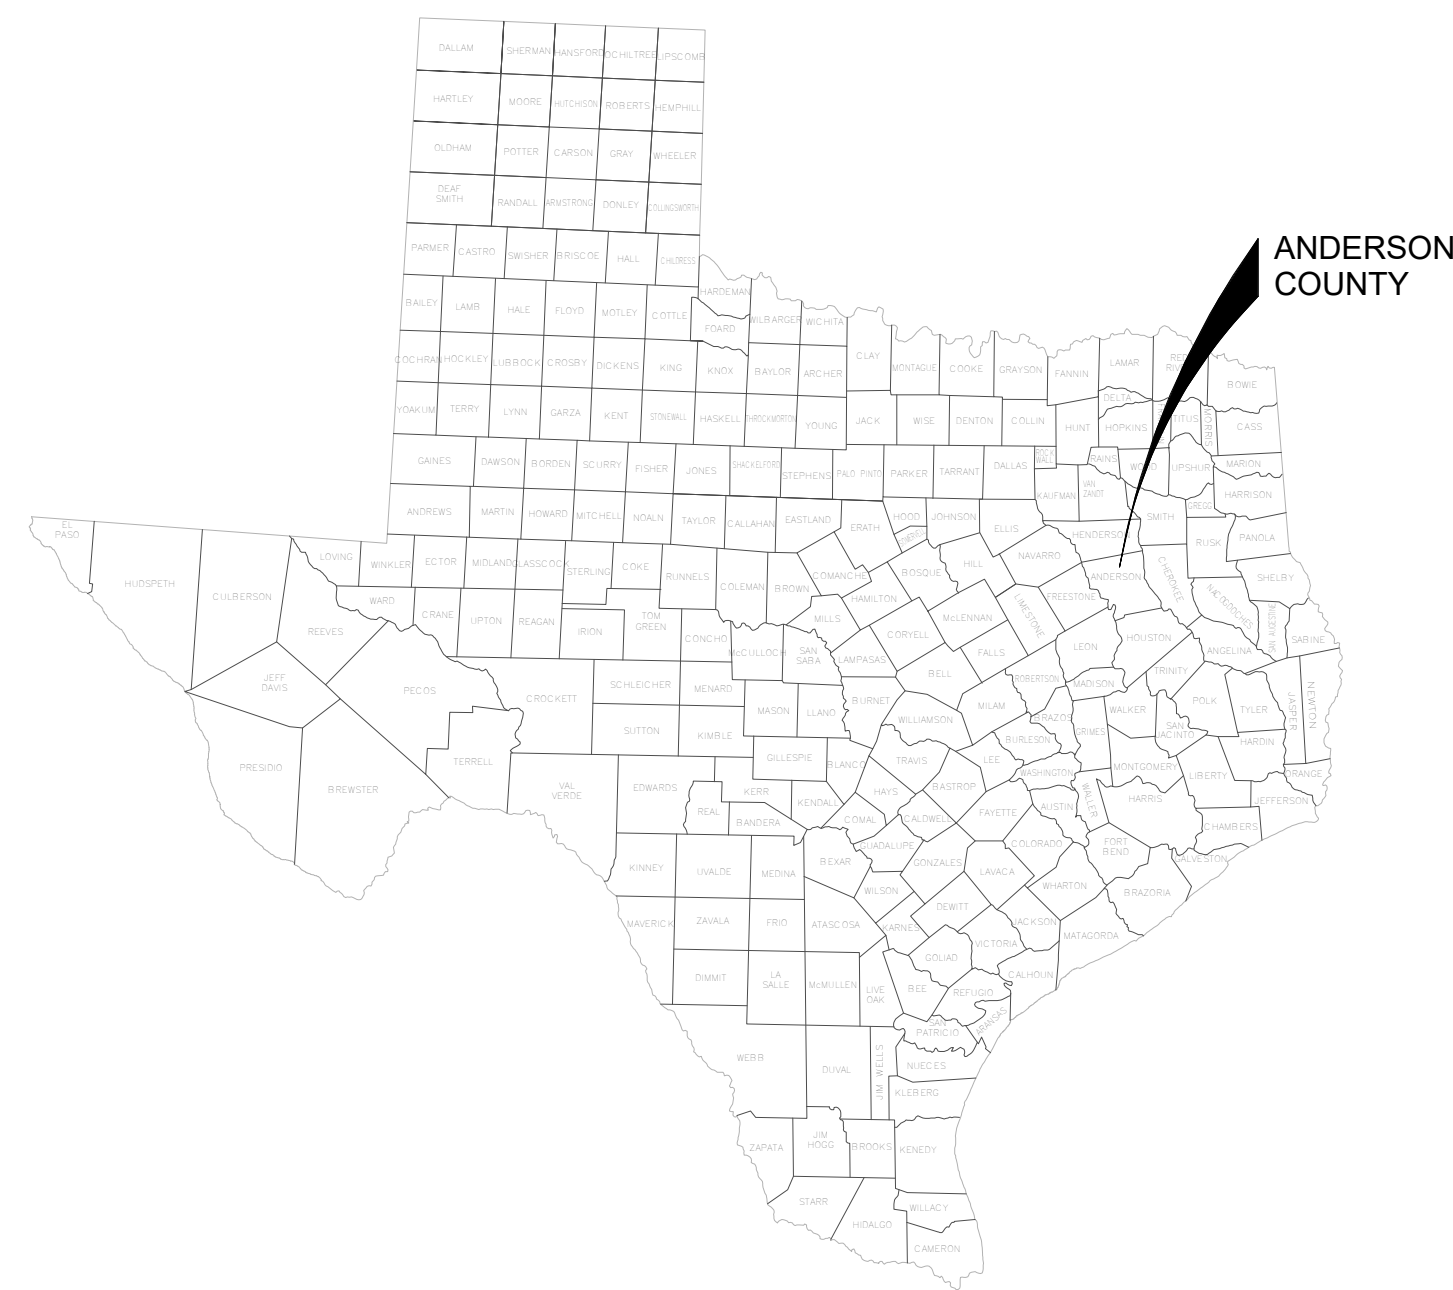 DALLAM
SHERMAN
HANSFORD
OCHILTREE
LIPSCOMB
HARTLEY
MOORE
HUTCHISON
ROBERTS
HEMPHILL
OLDHAM
POTTER
CARSON
GRAY
WHEELER
DEAF
SMITH
RANDALL
ARMSTRONG
DONLEY
COLLINGSWORTH
PARMER
CASTRO
SWISHER
BRISCOE
HALL
CHILDRESS
ANDERSON
COUNTY
BAILEY
LAMB
HALE
FLOYD
MOTLEY
COTTLE
HARDEMAN
FOARD
WILBARGER
WICHITA
COCHRAN
HOCKLEY
LUBBOCK
CROSBY
DICKENS
KING
KNOX
BAYLOR
ARCHER
CLAY
MONTAGUE
COOKE
GRAYSON
FANNIN
LAMAR
RED
BOWIE
YOAKUM
TERRY
LYNN
GARZA
KENT
STONEWALL
HASKELL
THROCKMORTON
YOUNG
JACK
WISE
DENTON
COLLIN
HUNT
DELTA
HOPKINS
TITUS
MORRIS
CASS
GAINES
DAWSON
BORDEN
SCURRY
FISHER
JONES
SHACKELFORD
STEPHENS
PALO PINTO
PARKER
TARRANT
DALLAS
ROCK
WALL
RAINS
UPSHUR
MARION
ANDREWS
MARTIN
HOWARD
MITCHELL
NOALN
TAYLOR
CALLAHAN
EASTLAND
ERATH
HOOD
JOHNSON
ELLIS
KAUFMAN
VAN
ZANDT
SMITH
GREGG
HARRISON
EL
PASO
HUDSPETH
CULBERSON
LOVING
WINKLER
ECTOR
MIDLAND
GLASSCOCK
STERLING
COKE
RUNNELS
COLEMAN
BROWN
COMANCHE
HAMILTON
BOSQUE
HILL
NAVARRO
HENDERSON
ANDERSON
CHEROKEE
RUSK
PANOLA
SHELBY
REEVES
WARD
CRANE
UPTON
REAGAN
IRION
TOM
GREEN
CONCHO
McCULLOCH
SAN
SABA
MILLS
LAMPASAS
CORYELL
McLENNAN
LIMESTONE
FREESTONE
LEON
HOUSTON
NACOGDOCHES
ANGELINA
SAN AUGUSTINE
SABINE
JEFF
DAVIS
PECOS
CROCKETT
SCHLEICHER
MENARD
MASON
LLANO
BURNET
BELL
FALLS
MILAM
ROBERTSON
MADISON
TRINITY
POLK
TYLER
JASPER
NEWTON
PRESIDIO
BREWSTER
TERRELL
VAL
VERDE
SUTTON
KIMBLE
GILLESPIE
BLANCO
WILLIAMSON
TRAVIS
LEE
BURLESON
BRAZOS
GRIMES
WALKER
SAN
JACINTO
HARDIN
EDWARDS
REAL
KERR
BANDERA
KENDALL
HAYS
COMAL
BASTROP
CALDWELL
FAYETTE
WASHINGTON
AUSTIN
WALLER
MONTGOMERY
HARRIS
LIBERTY
ORANGE
JEFFERSON
CHAMBERS
KINNEY
UVALDE
MEDINA
BEXAR
GUADALUPE
GONZALES
LAVACA
COLORADO
FORT
BEND
GALVESTON
BRAZORIA
WHARTON
WILSON
MAVERICK
ZAVALA
FRIO
ATASCOSA
KARNES
DEWITT
JACKSON
VICTORIA
MATAGORDA
DIMMIT
LA
SALLE
McMULLEN
LIVE
OAK
BEE
GOLIAD
REFUGIO
CALHOUN
ARANSAS
SAN
PATRICIO
WEBB
DUVAL
JIM WELLS
NUECES
KLEBERG
ZAPATA
JIM
HOGG
BROOKS
KENEDY
STARR
HIDALGO
WILLACY
CAMERON